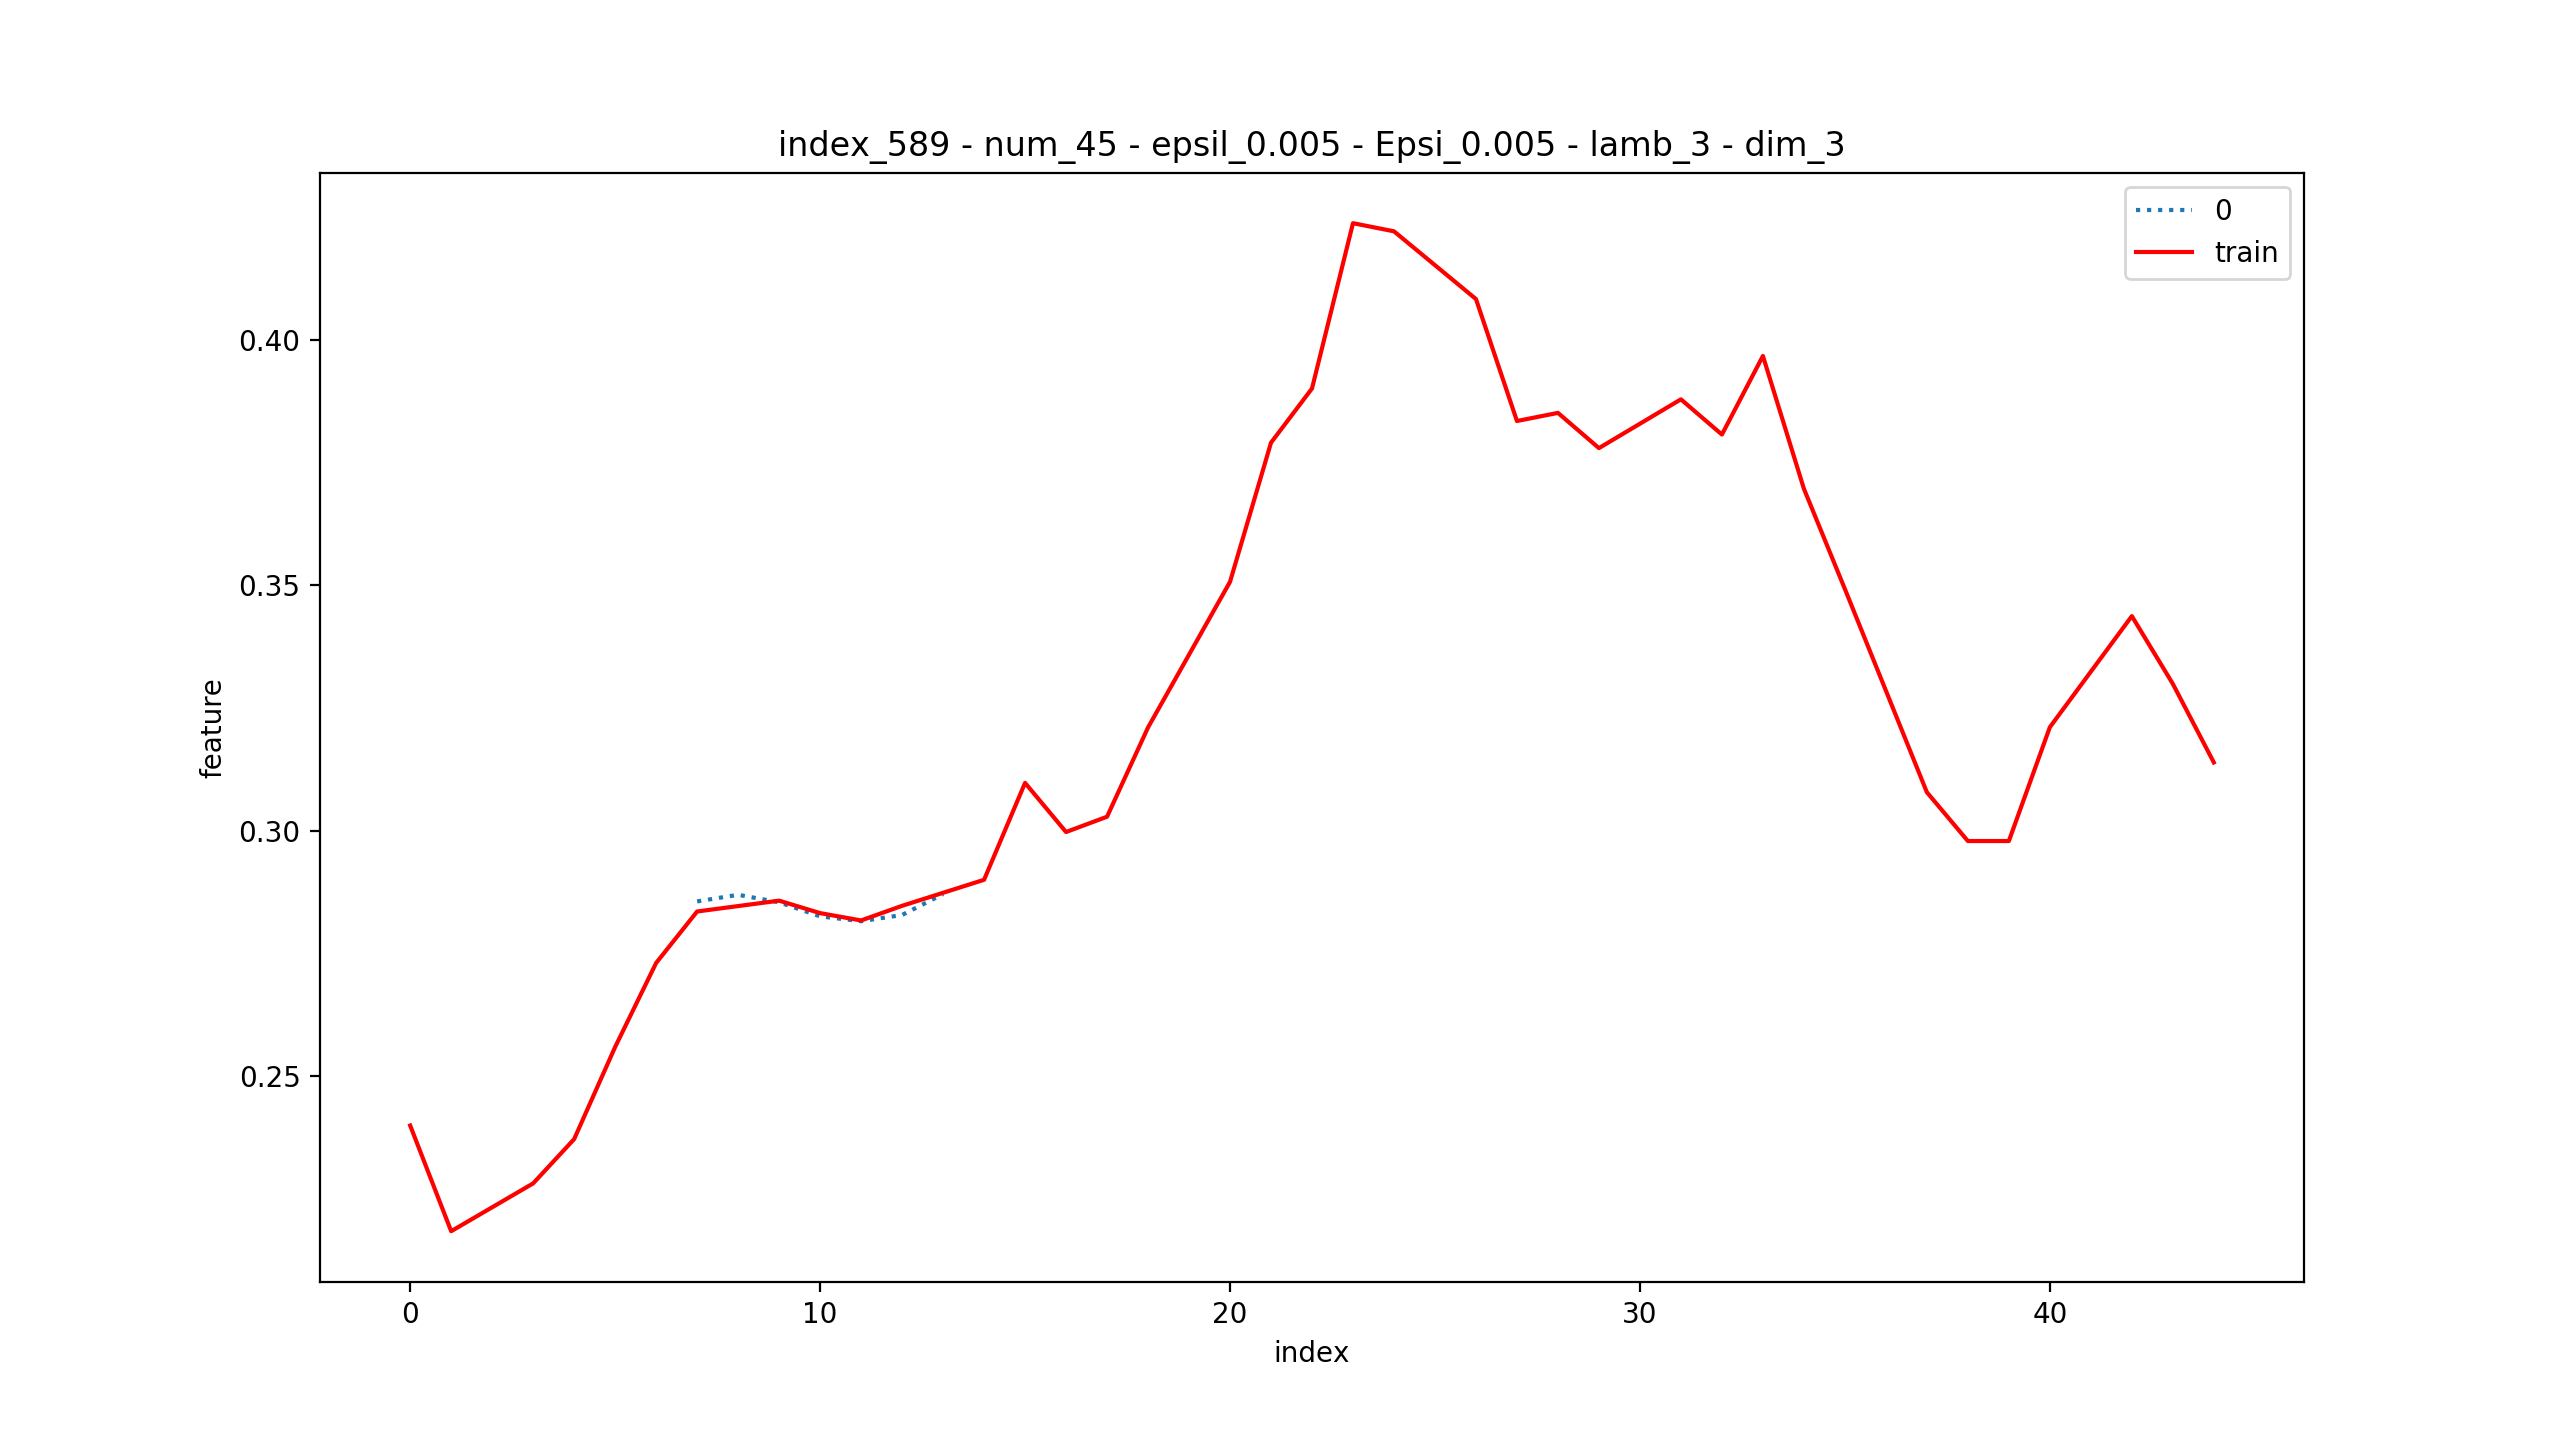 index_589 - num_45 - epsil_0.005 - Epsi_0.005 - lamb_3 - dim_3
0
train
0.40
0.35
0.30
0.25
feature
0 10 20 30 40
index